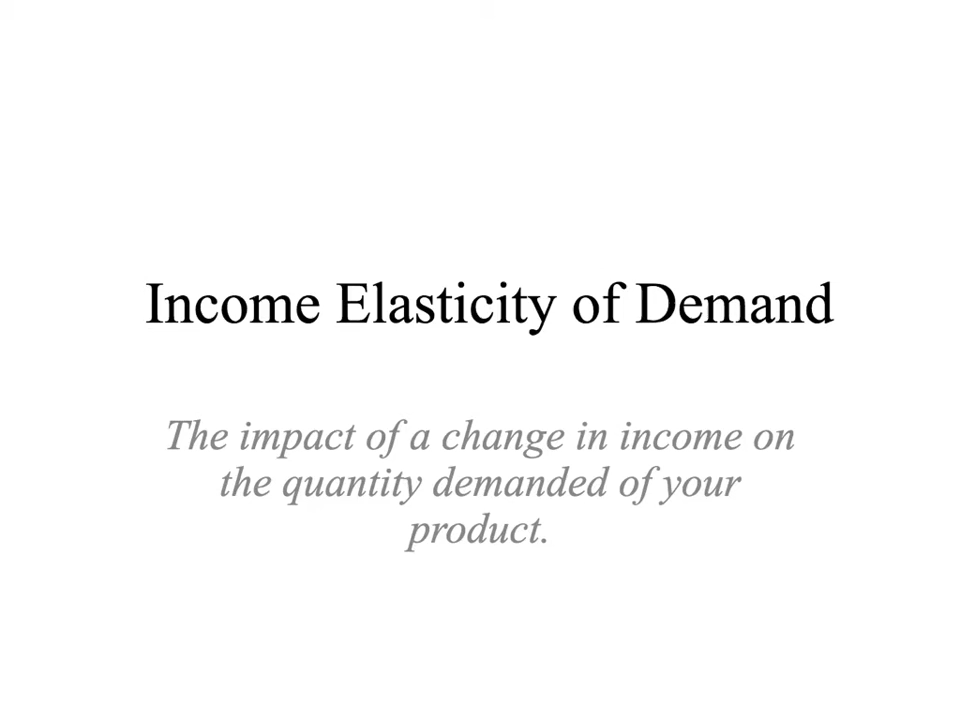 Income Elasticity of Demand
The impact of a change in income on
the quantity demanded of your
product.